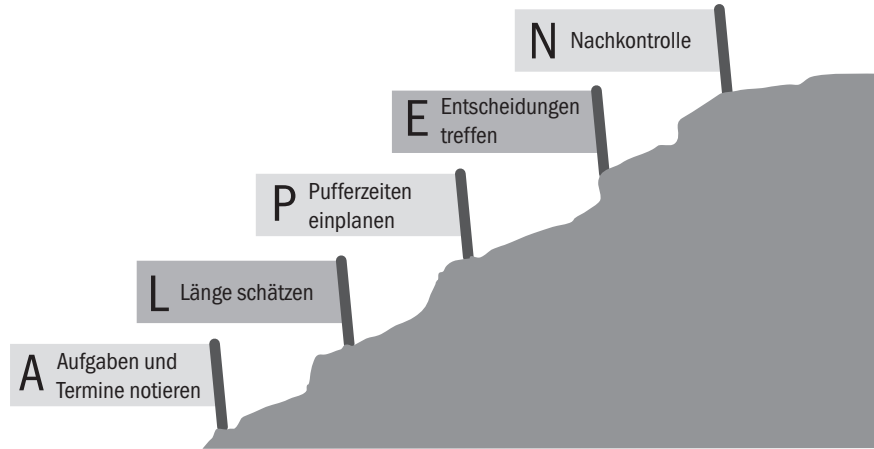 N Nachkontrolle
E Entscheidungen
treffen
P Pufferzeiten
einplanen
L Länge schätzen
A Aufgaben und
Termine notieren